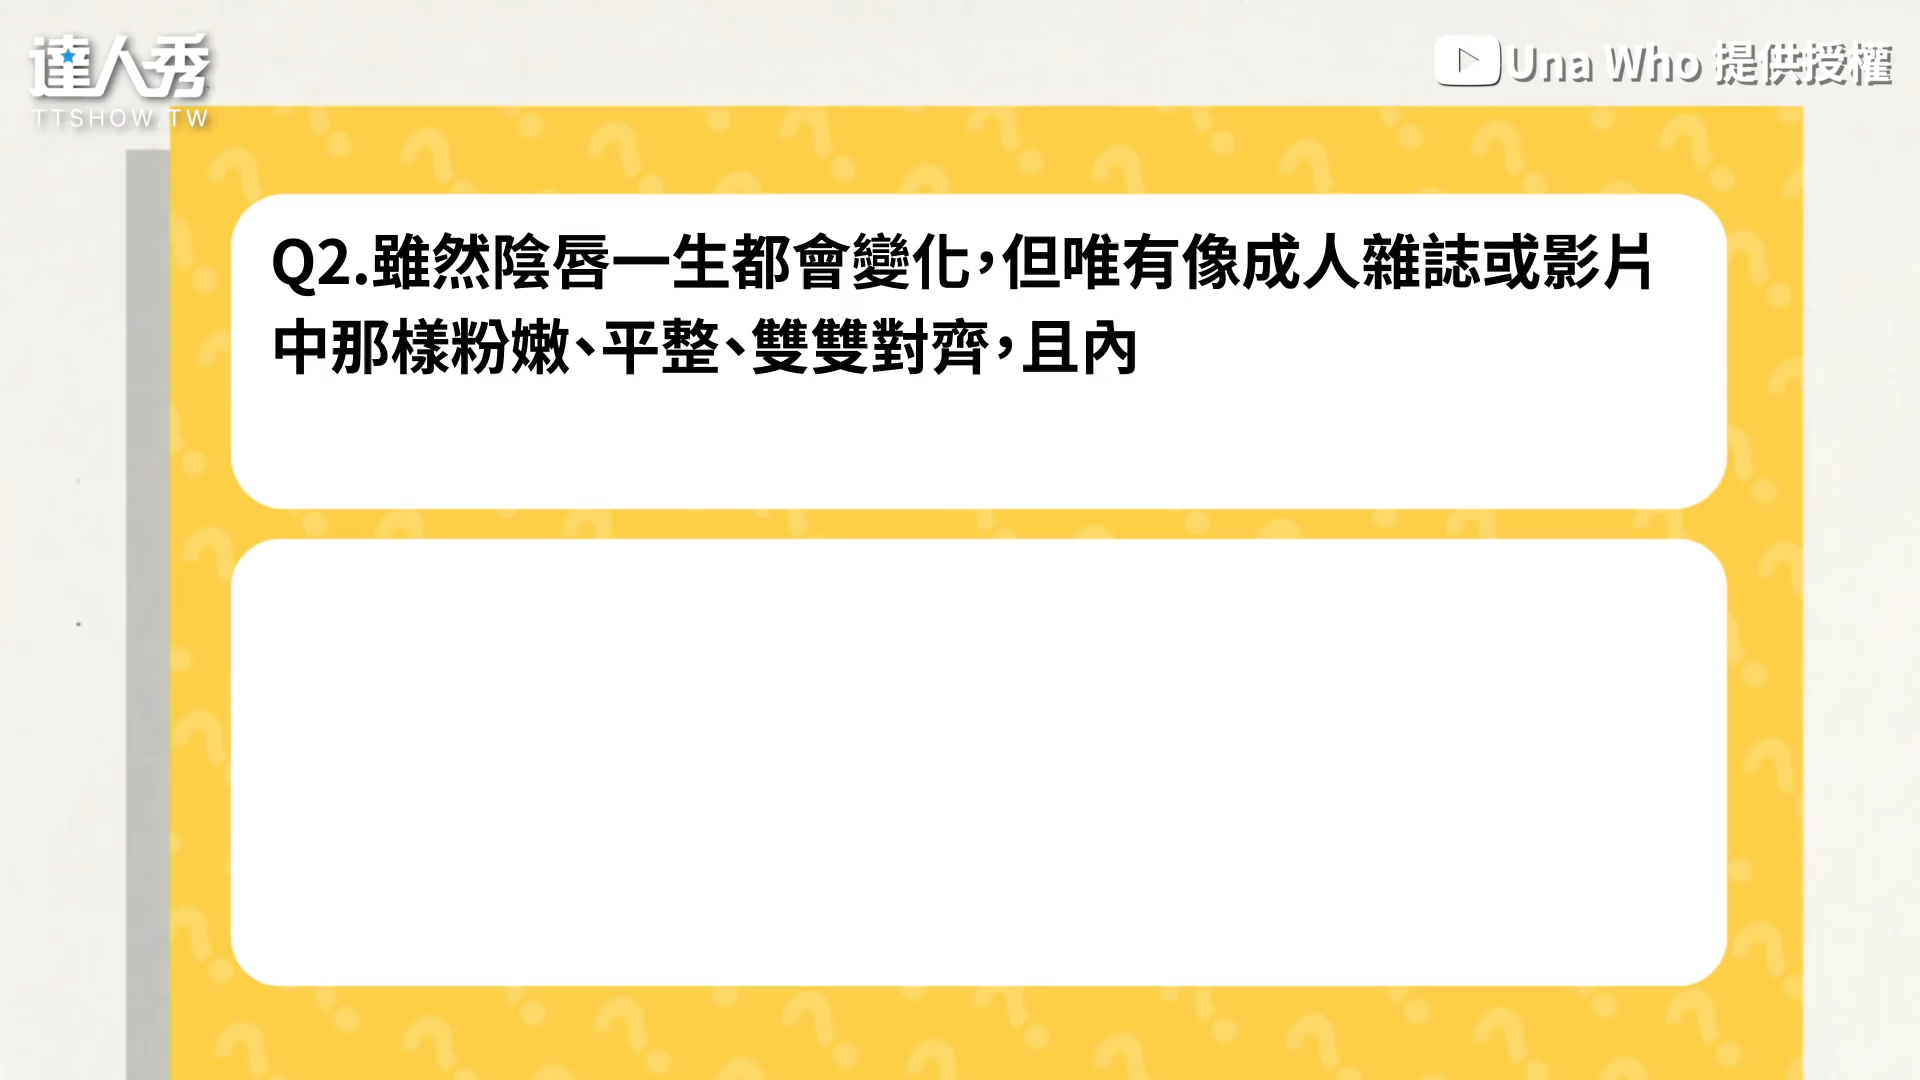 達人秀
TTSHOW.TW
Una Who 提供授權
Q2.雖然陰唇一生都會變化，但唯有像成人雜誌或影片
中那樣粉嫩、平整、雙雙對齊，且內